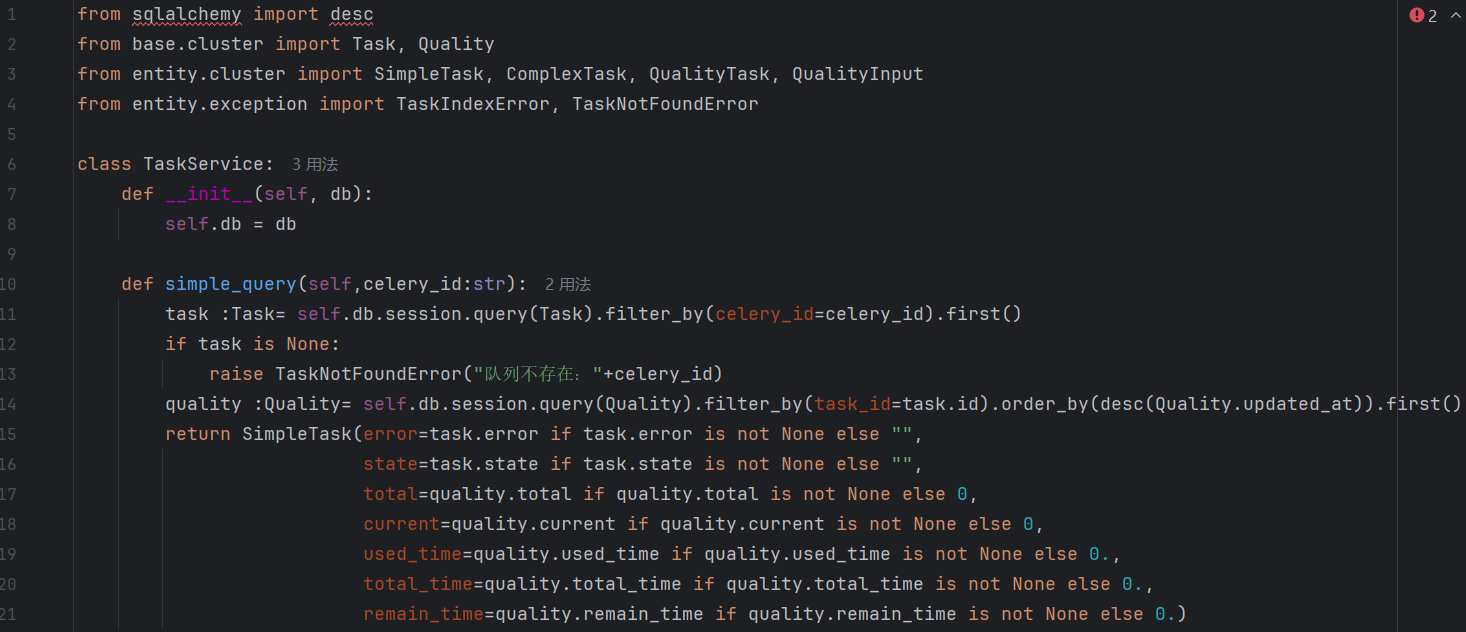 1 from sqlalchemy import desc
2 from base.cluster import Task, Quality
3 from entity.cluster import SimpleTask, ComplexTask, QualityTask, QualityInput
4 from entity.exception import TaskIndexError, TaskNotFoundError
5
6 class TaskService: 3 用法
7     def __init__(self, db):
8         self.db = db
9
10     def simple_query(self,celery_id:str): 2 用法
11         task :Task= self.db.session.query(Task).filter_by(celery_id=celery_id).first()
12         if task is None:
13             raise TaskNotFoundError("队列不存在："+celery_id)
14         quality :Quality= self.db.session.query(Quality).filter_by(task_id=task.id).order_by(desc(Quality.updated_at)).first()
15         return SimpleTask(error=task.error if task.error is not None else "",
16                           state=task.state if task.state is not None else "",
17                           total=quality.total if quality.total is not None else 0,
18                           current=quality.current if quality.current is not None else 0,
19                           used_time=quality.used_time if quality.used_time is not None else 0.,
20                           total_time=quality.total_time if quality.total_time is not None else 0.,
21                           remain_time=quality.remain_time if quality.remain_time is not None else 0.)
2